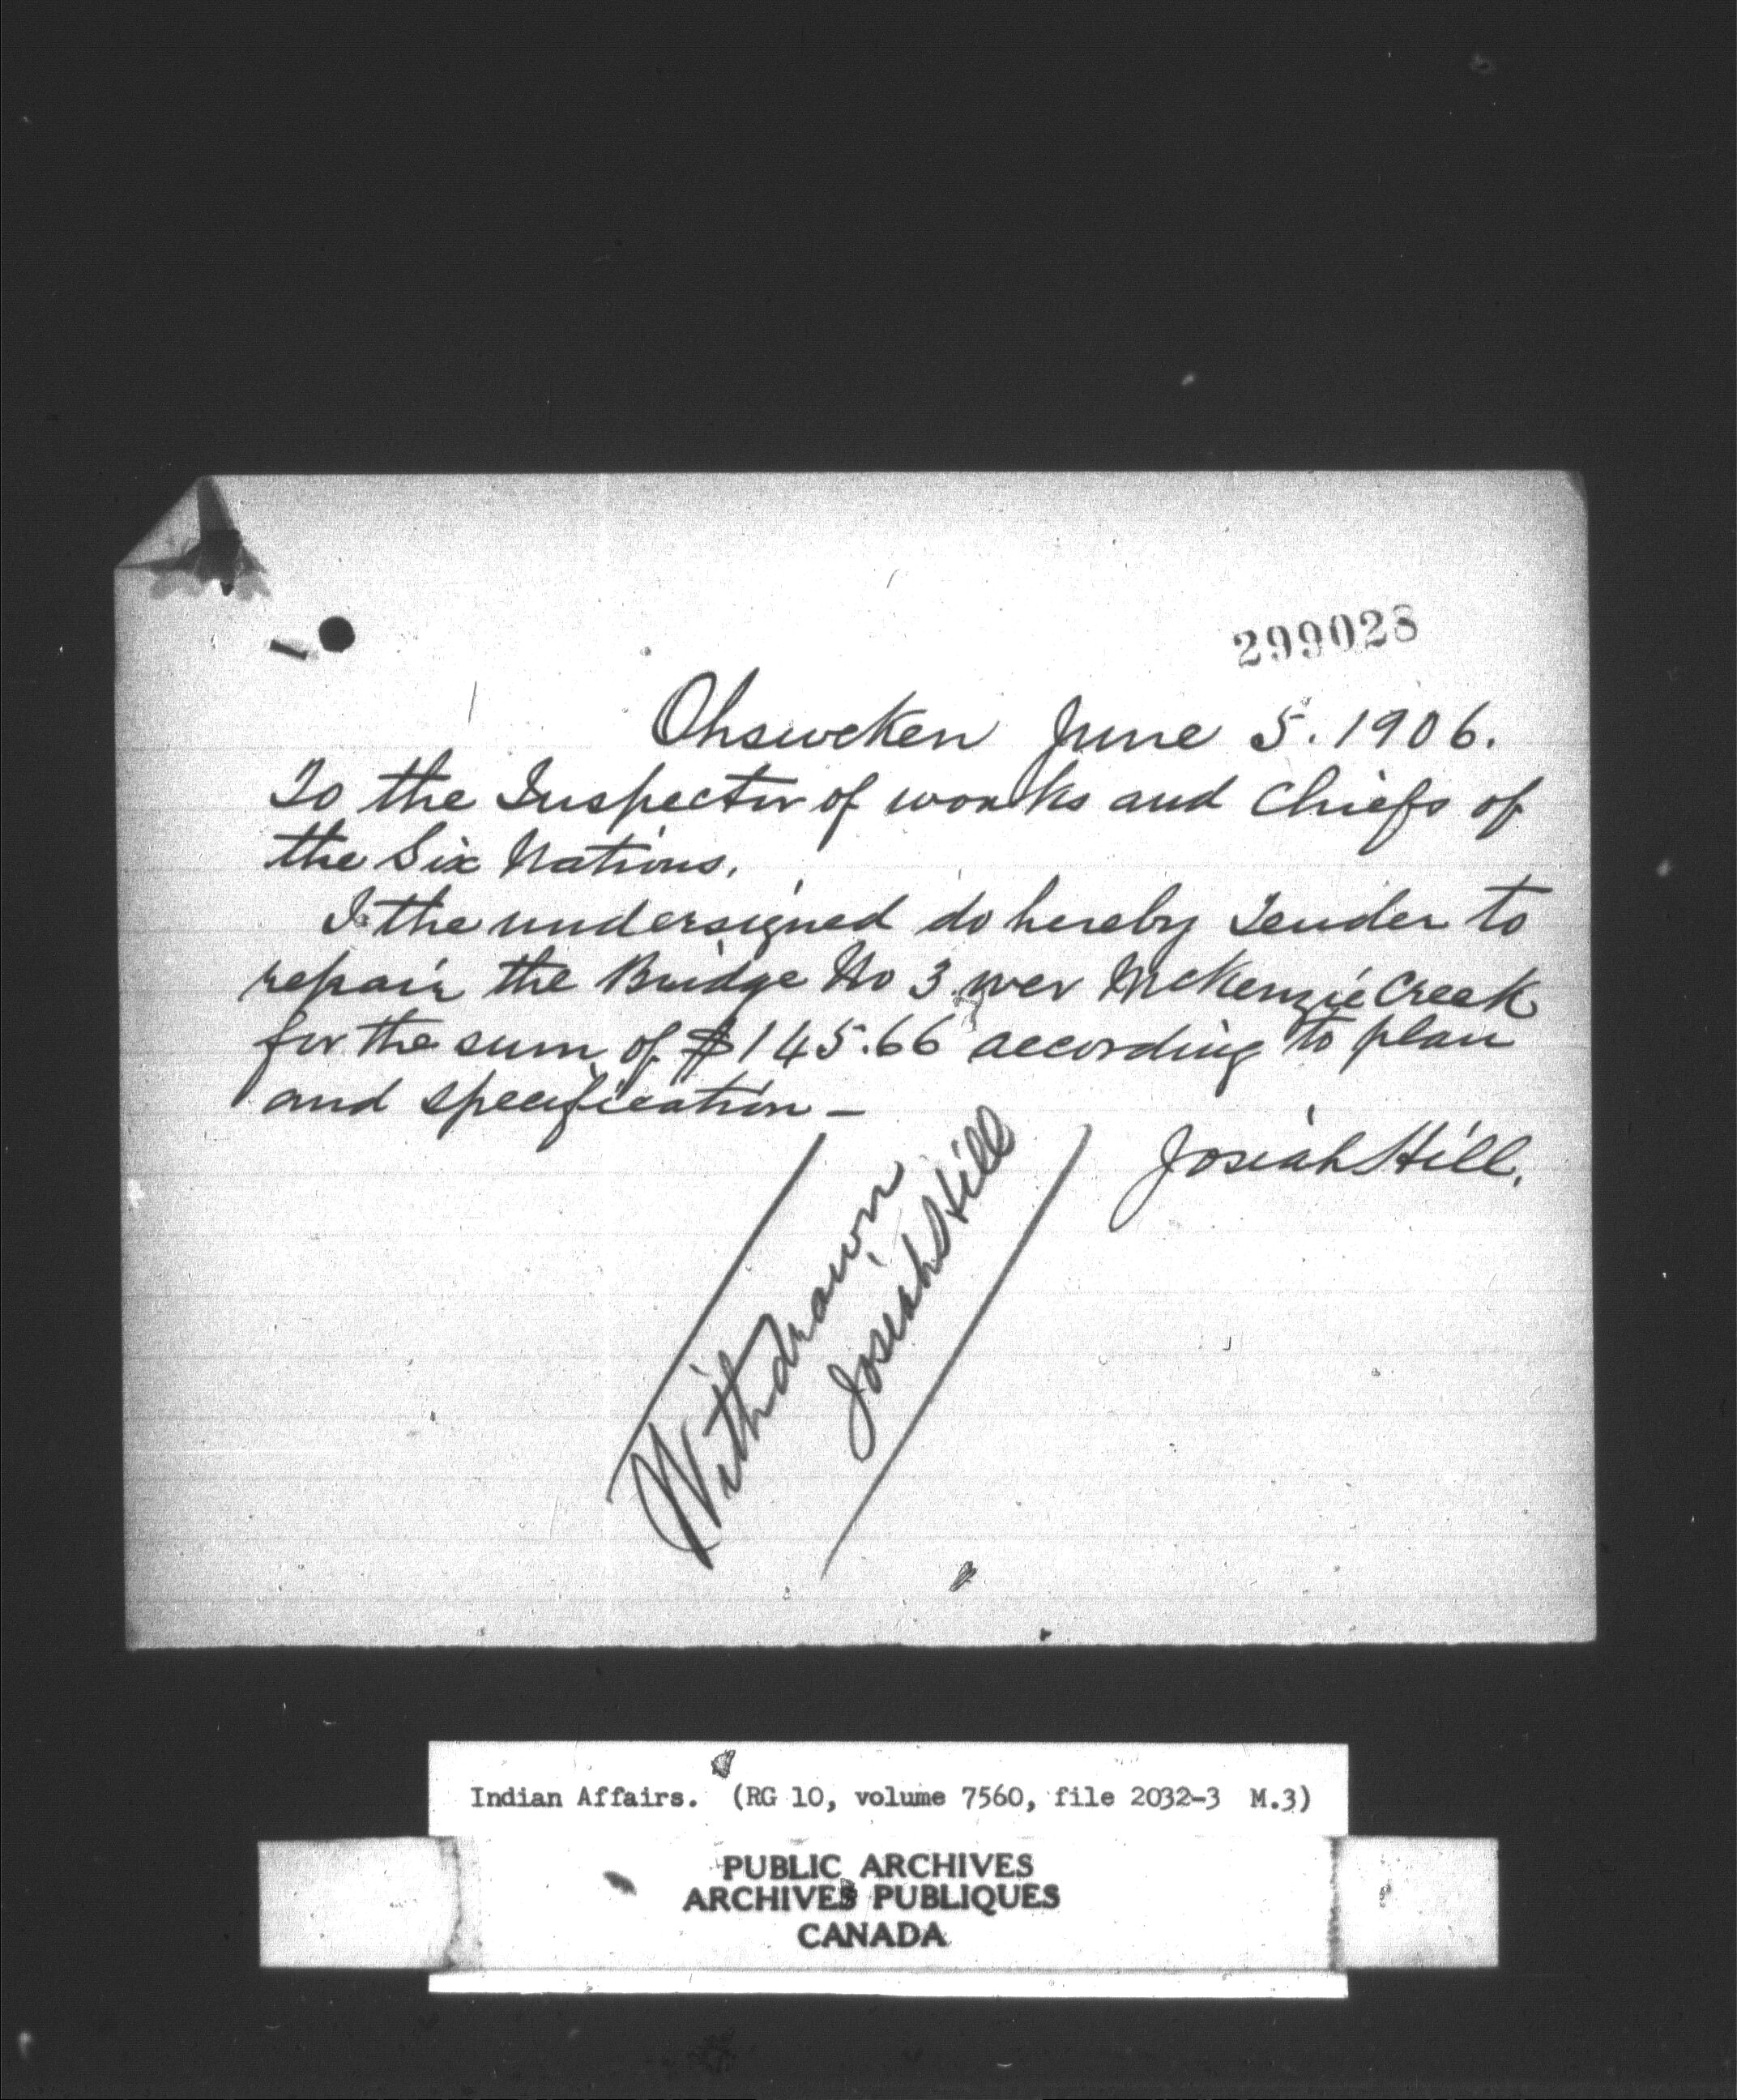 299028
Ohsweken June 5. 1906.
To the Inspector of works and Chiefs of
the Six Nations.
I the undersigned do hereby Tender to
repair the Bridge No 3 over McKenzie Creek
for the sum of $145.66 according to plan
and specification –
Josiah Hill.
Withdrawn
Josiah Hill
Indian Affairs. (RG 10, volume 7560, file 2032-3 M.3)
PUBLIC ARCHIVES
ARCHIVES PUBLIQUES
CANADA